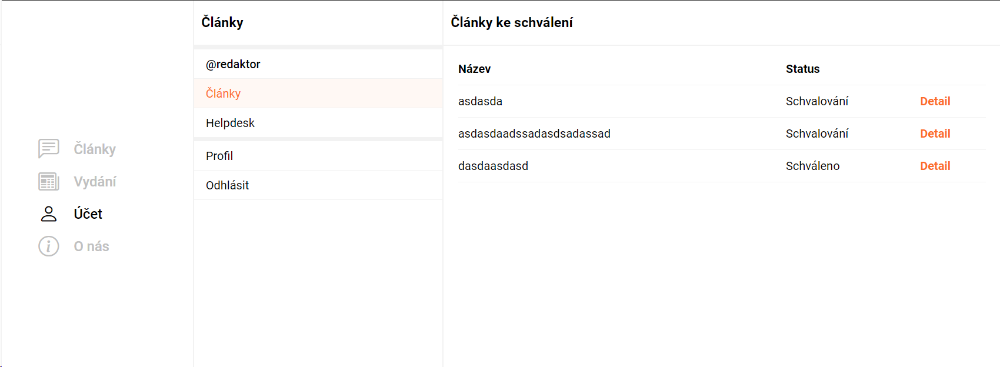 Články
Vydání
Účet
O nás
Články
@redaktor
Články
Helpdesk
Profil
Odhlásit
Články ke schválení
Název Status
asdasda Schvalování Detail
asdasdaadssadasdsadassad Schvalování Detail
dasdaasdasd Schváleno Detail